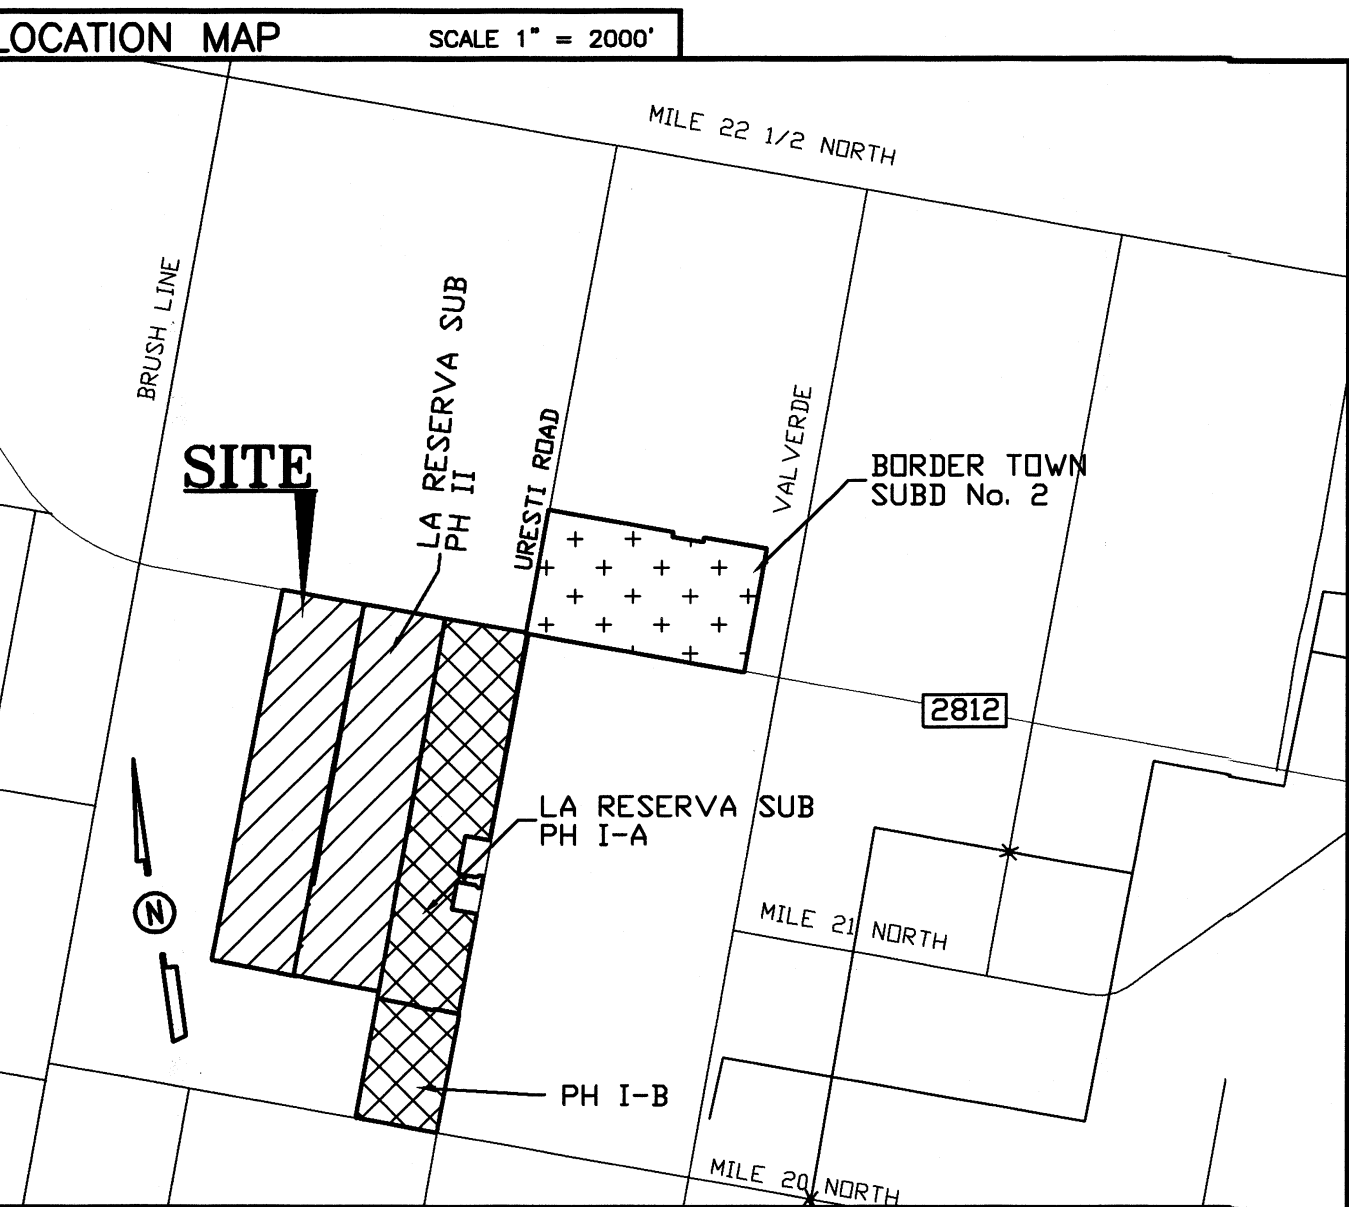 LOCATION MAP
SCALE 1" = 2000'
MILE 22 1/2 NORTH
BRUSH LINE
LA RESERVA SUB
PH II
URESTI ROAD
VALVERDE
SITE
BORDER TOWN
SUBD No. 2
2812
LA RESERVA SUB
PH I-A
N
MILE 21 NORTH
PH I-B
MILE 20 NORTH